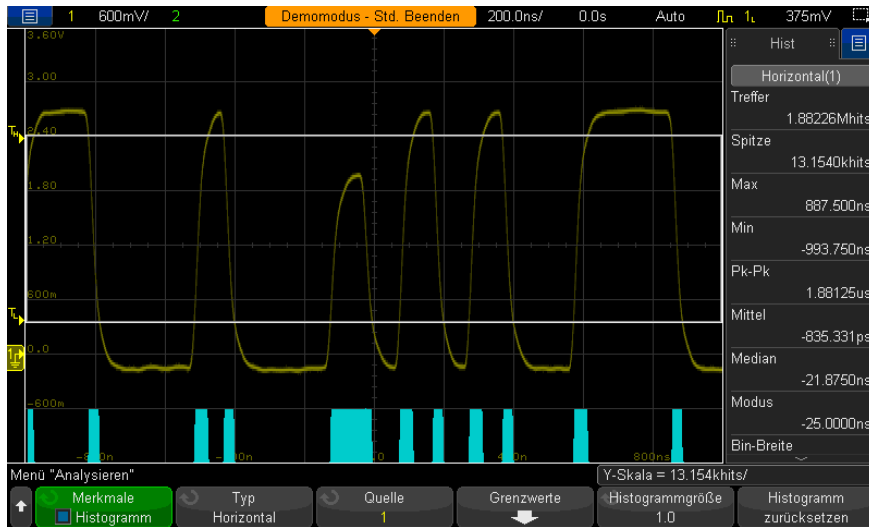 1 600mV/ 2 Demomodus - Std. Beenden 200.0ns/ 0.0s Auto 1L 375mV
3.60V
3.00
TH
2.40
1.80
1.20
600m
TL
1
0.0
-600m
800ns
Hist
Horizontal(1)
Treffer
1.88226Mhits
Spitze
13.1540khits
Max
887.500ns
Min
-993.750ns
Pk-Pk
1.88125us
Mittel
-835.331ps
Median
-21.8750ns
Modus
-25.0000ns
Bin-Breite
Menü "Analysieren"
Y-Skala = 13.154khits/
Merkmale
Histogramm
Typ
Horizontal
Quelle
1
Grenzwerte
Histogrammgröße
1.0
Histogramm
zurücksetzen